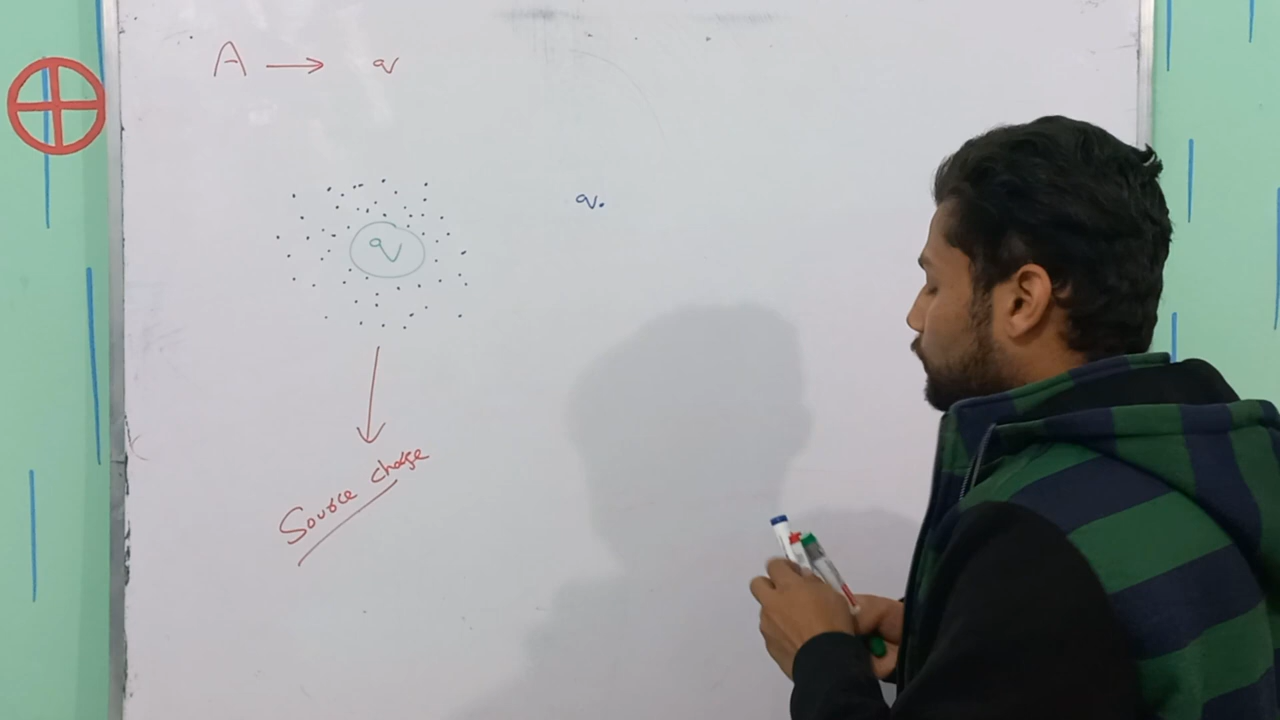 A → q
q
q.
Source charge